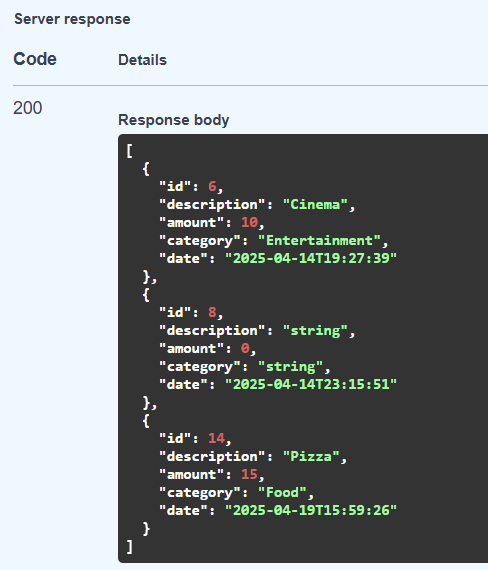 Server response
Code Details
200
Response body
[
  {
    "id": 6,
    "description": "Cinema",
    "amount": 10,
    "category": "Entertainment",
    "date": "2025-04-14T19:27:39"
  },
  {
    "id": 8,
    "description": "string",
    "amount": 0,
    "category": "string",
    "date": "2025-04-14T23:15:51"
  },
  {
    "id": 14,
    "description": "Pizza",
    "amount": 15,
    "category": "Food",
    "date": "2025-04-19T15:59:26"
  }
]